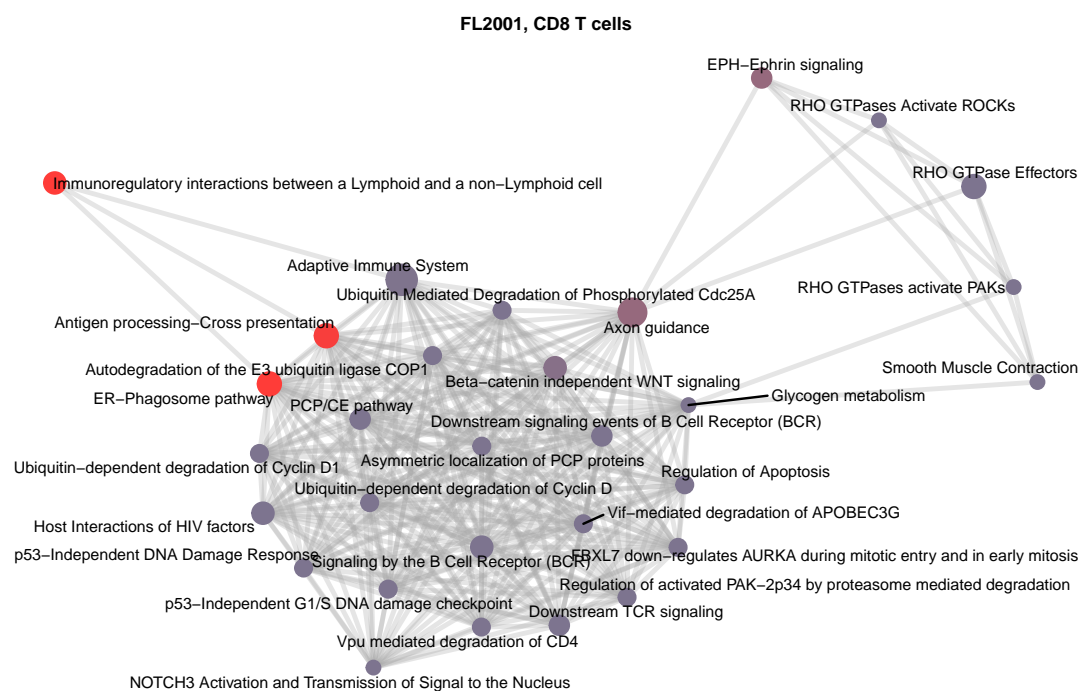 FL2001, CD8 T cells
EPH−Ephrin signaling
RHO GTPases Activate ROCKs
RHO GTPase Effectors
Immunoregulatory interactions between a Lymphoid and a non−Lymphoid cell
Adaptive Immune System
RHO GTPases activate PAKs
Ubiquitin Mediated Degradation of Phosphorylated Cdc25A
Antigen processing−Cross presentation
Axon guidance
Autodegradation of the E3 ubiquitin ligase COP1
Smooth Muscle Contraction
Beta−catenin independent WNT signaling
ER−Phagosome pathway
Glycogen metabolism
PCP/CE pathway
Downstream signaling events of B Cell Receptor (BCR)
Asymmetric localization of PCP proteins
Ubiquitin−dependent degradation of Cyclin D1
Regulation of Apoptosis
Ubiquitin−dependent degradation of Cyclin D
Vif−mediated degradation of APOBEC3G
Host Interactions of HIV factors
p53−Independent DNA Damage Response
Signaling by the B Cell Receptor (BCR)
FBXL7 down−regulates AURKA during mitotic entry and in early mitosis
Regulation of activated PAK−2p34 by proteasome mediated degradation
p53−Independent G1/S DNA damage checkpoint
Downstream TCR signaling
Vpu mediated degradation of CD4
NOTCH3 Activation and Transmission of Signal to the Nucleus